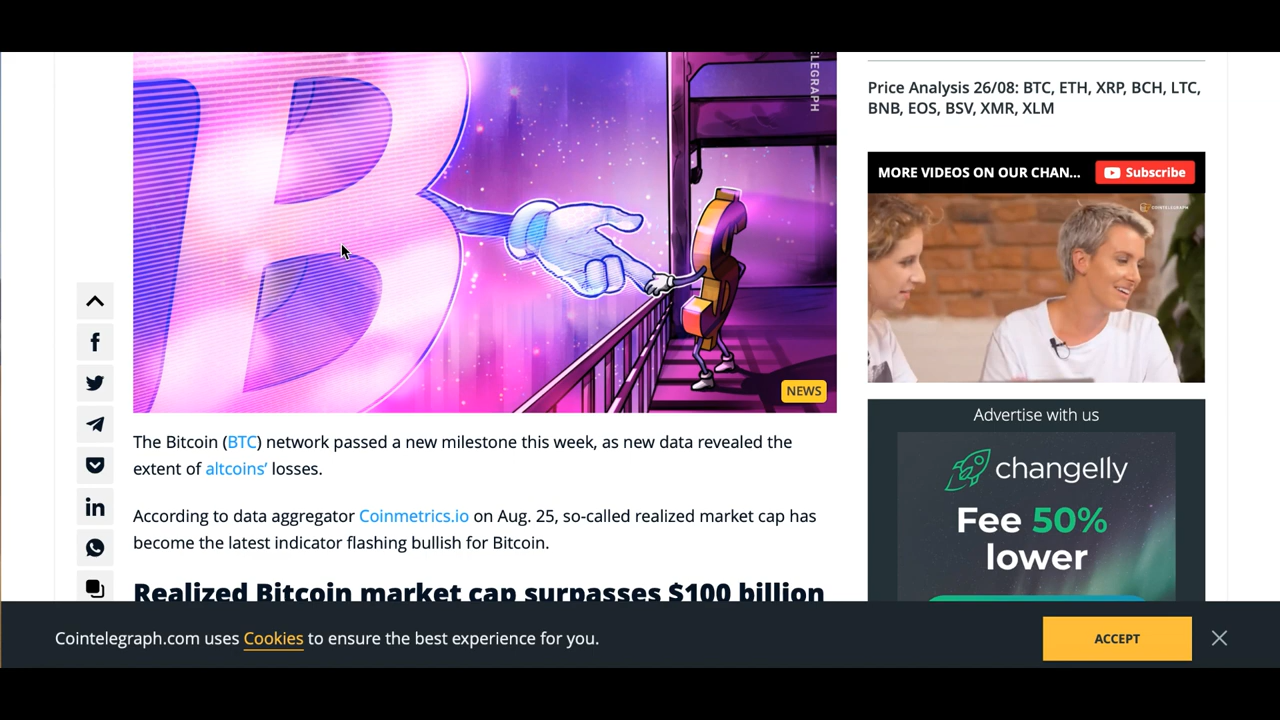 ELEGRAPH
NEWS
The Bitcoin (BTC) network passed a new milestone this week, as new data revealed the
extent of altcoins’ losses.
According to data aggregator Coinmetrics.io on Aug. 25, so-called realized market cap has
become the latest indicator flashing bullish for Bitcoin.
Realized Bitcoin market cap surpasses $100 billion
Price Analysis 26/08: BTC, ETH, XRP, BCH, LTC,
BNB, EOS, BSV, XMR, XLM
MORE VIDEOS ON OUR CHAN...
Subscribe
COINTELEGRAPH
Advertise with us
changelly
Fee 50%
lower
Cointelegraph.com uses Cookies to ensure the best experience for you.
ACCEPT